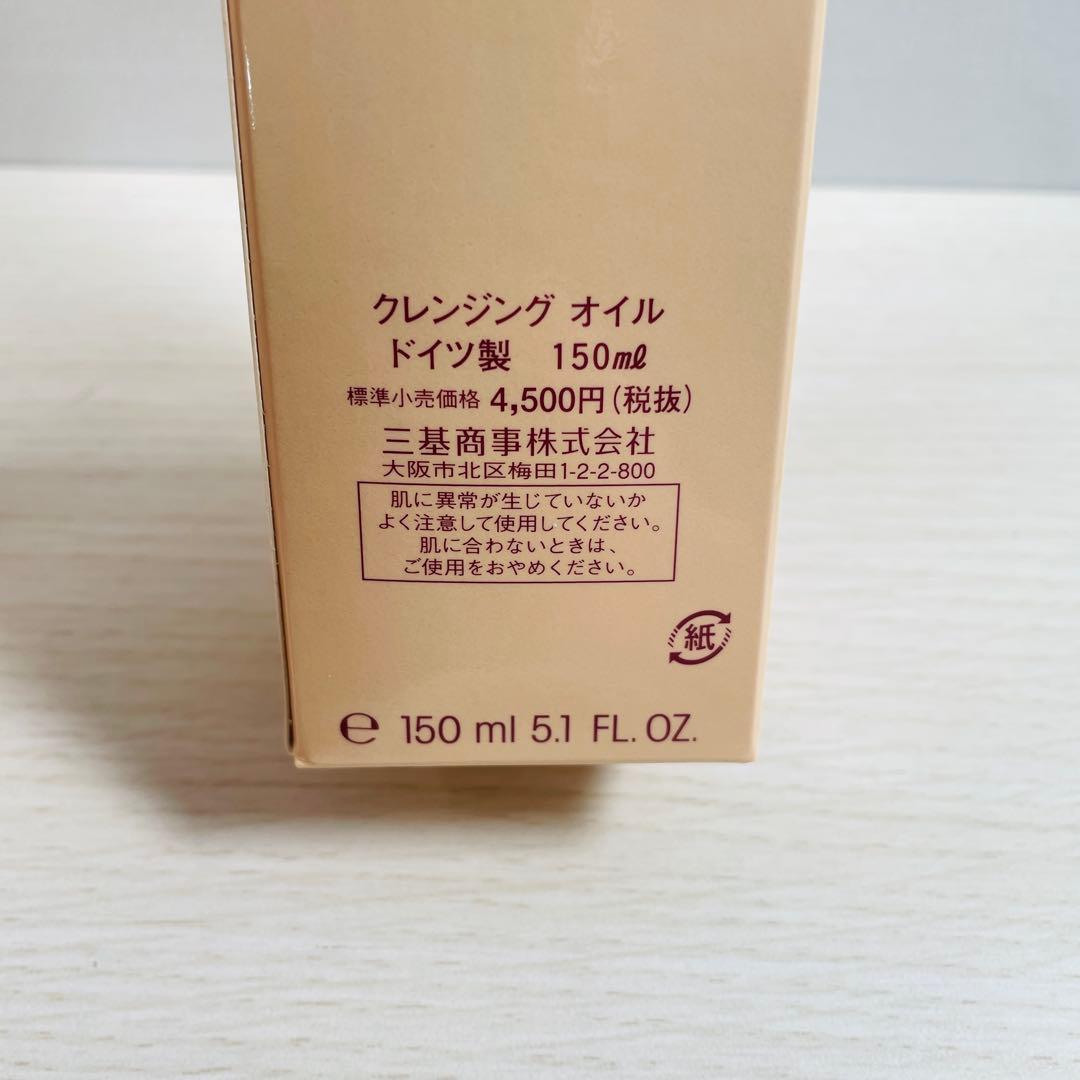 クレンジング オイル
ドイツ製 150㎖
標準小売価格 4,500円(税抜)
三基商事株式会社
大阪市北区梅田1-2-2-800
肌に異常が生じていないか
よく注意して使用してください。
肌に合わないときは、
ご使用をおやめください。
紙
℮ 150 ml 5.1 FL. OZ.